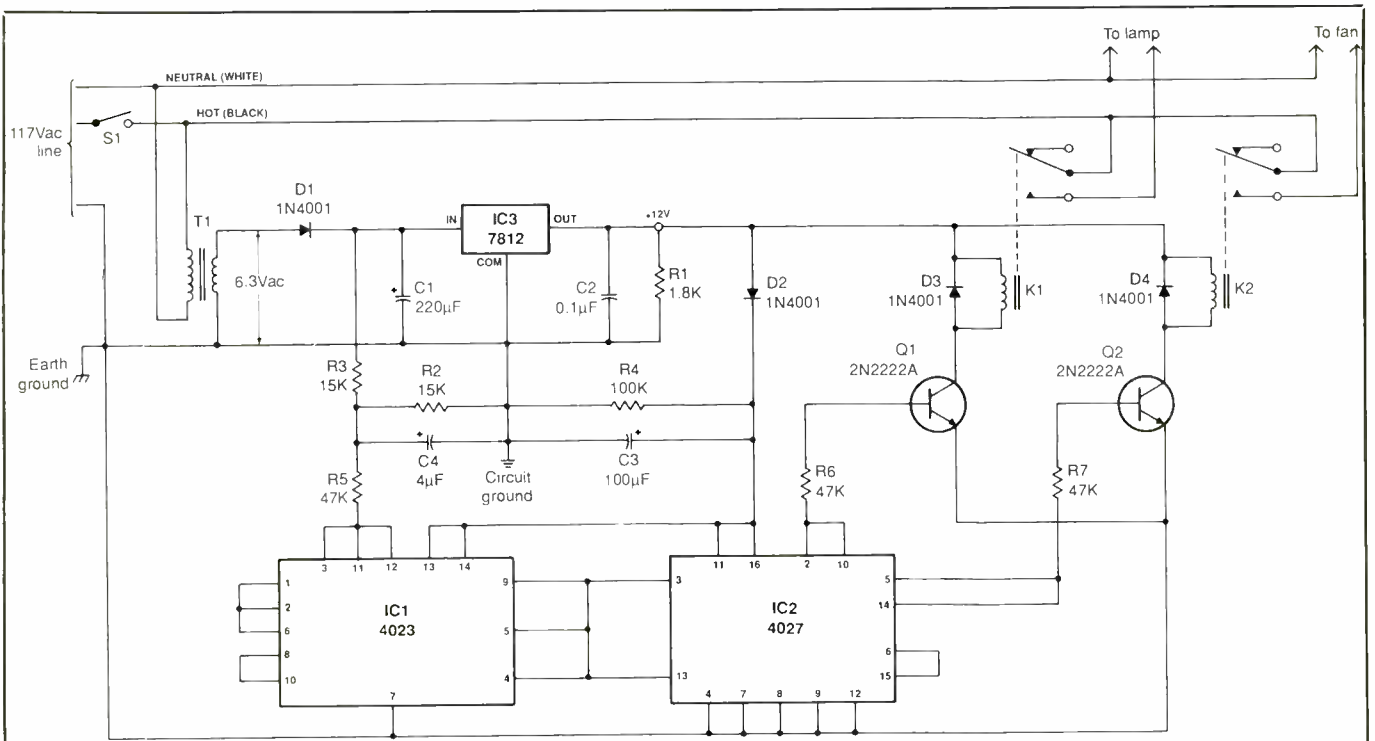 To lamp
To fan
NEUTRAL (WHITE)
HOT (BLACK)
117Vac
line
S1
T1
D1
1N4001
IN
IC3
7812
OUT
COM
+12V
6.3Vac
+
C1
220µF
C2
0.1µF
R1
1.8K
D2
1N4001
D3
1N4001
K1
D4
1N4001
K2
Earth
ground
R3
15K
R2
15K
R4
100K
Q1
2N2222A
Q2
2N2222A
+
C4
4µF
Circuit
ground
+
C3
100µF
R5
47K
R6
47K
R7
47K
3 11 12 13 14
11 16 2 10
1
2
6
8
10
IC1
4023
9
5
4
7
3
13
IC2
4027
5
14
6
15
4 7 8 9 12